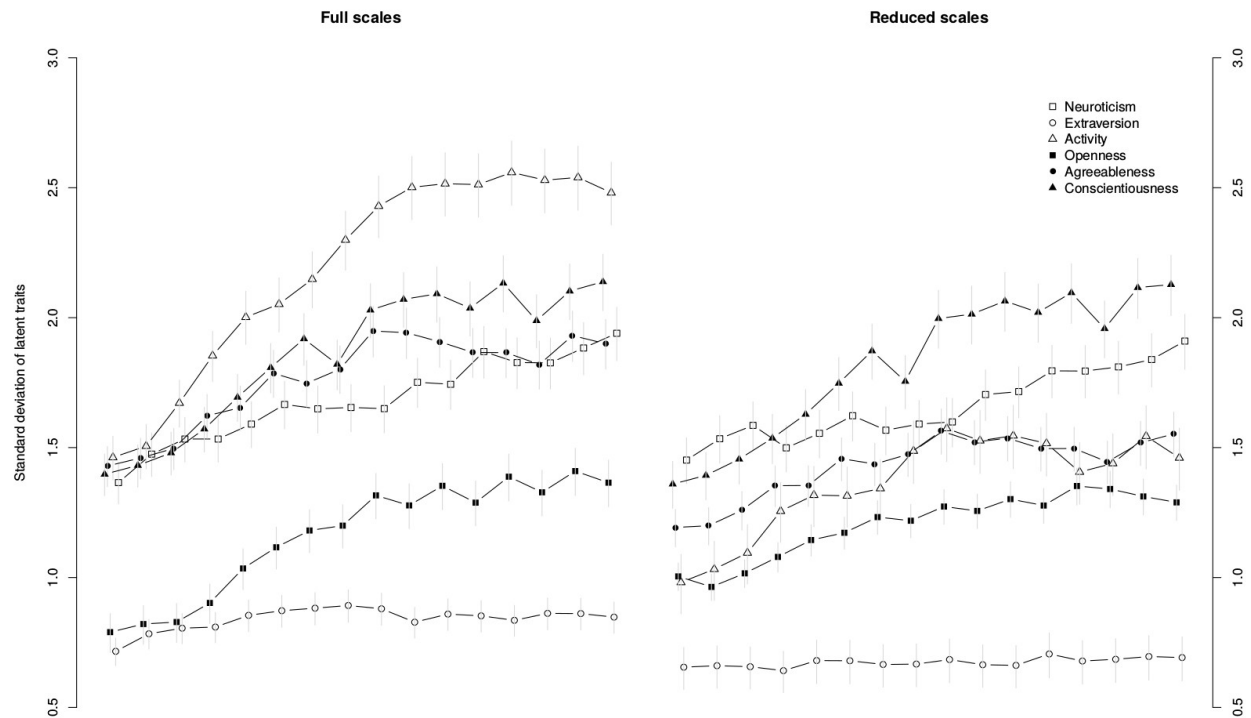 Full scales
Reduced scales
Standard deviation of latent traits
3.0
2.5
2.0
1.5
1.0
0.5
Neuroticism
Extraversion
Activity
Openness
Agreeableness
Conscientiousness
3.0
2.5
2.0
1.5
1.0
0.5